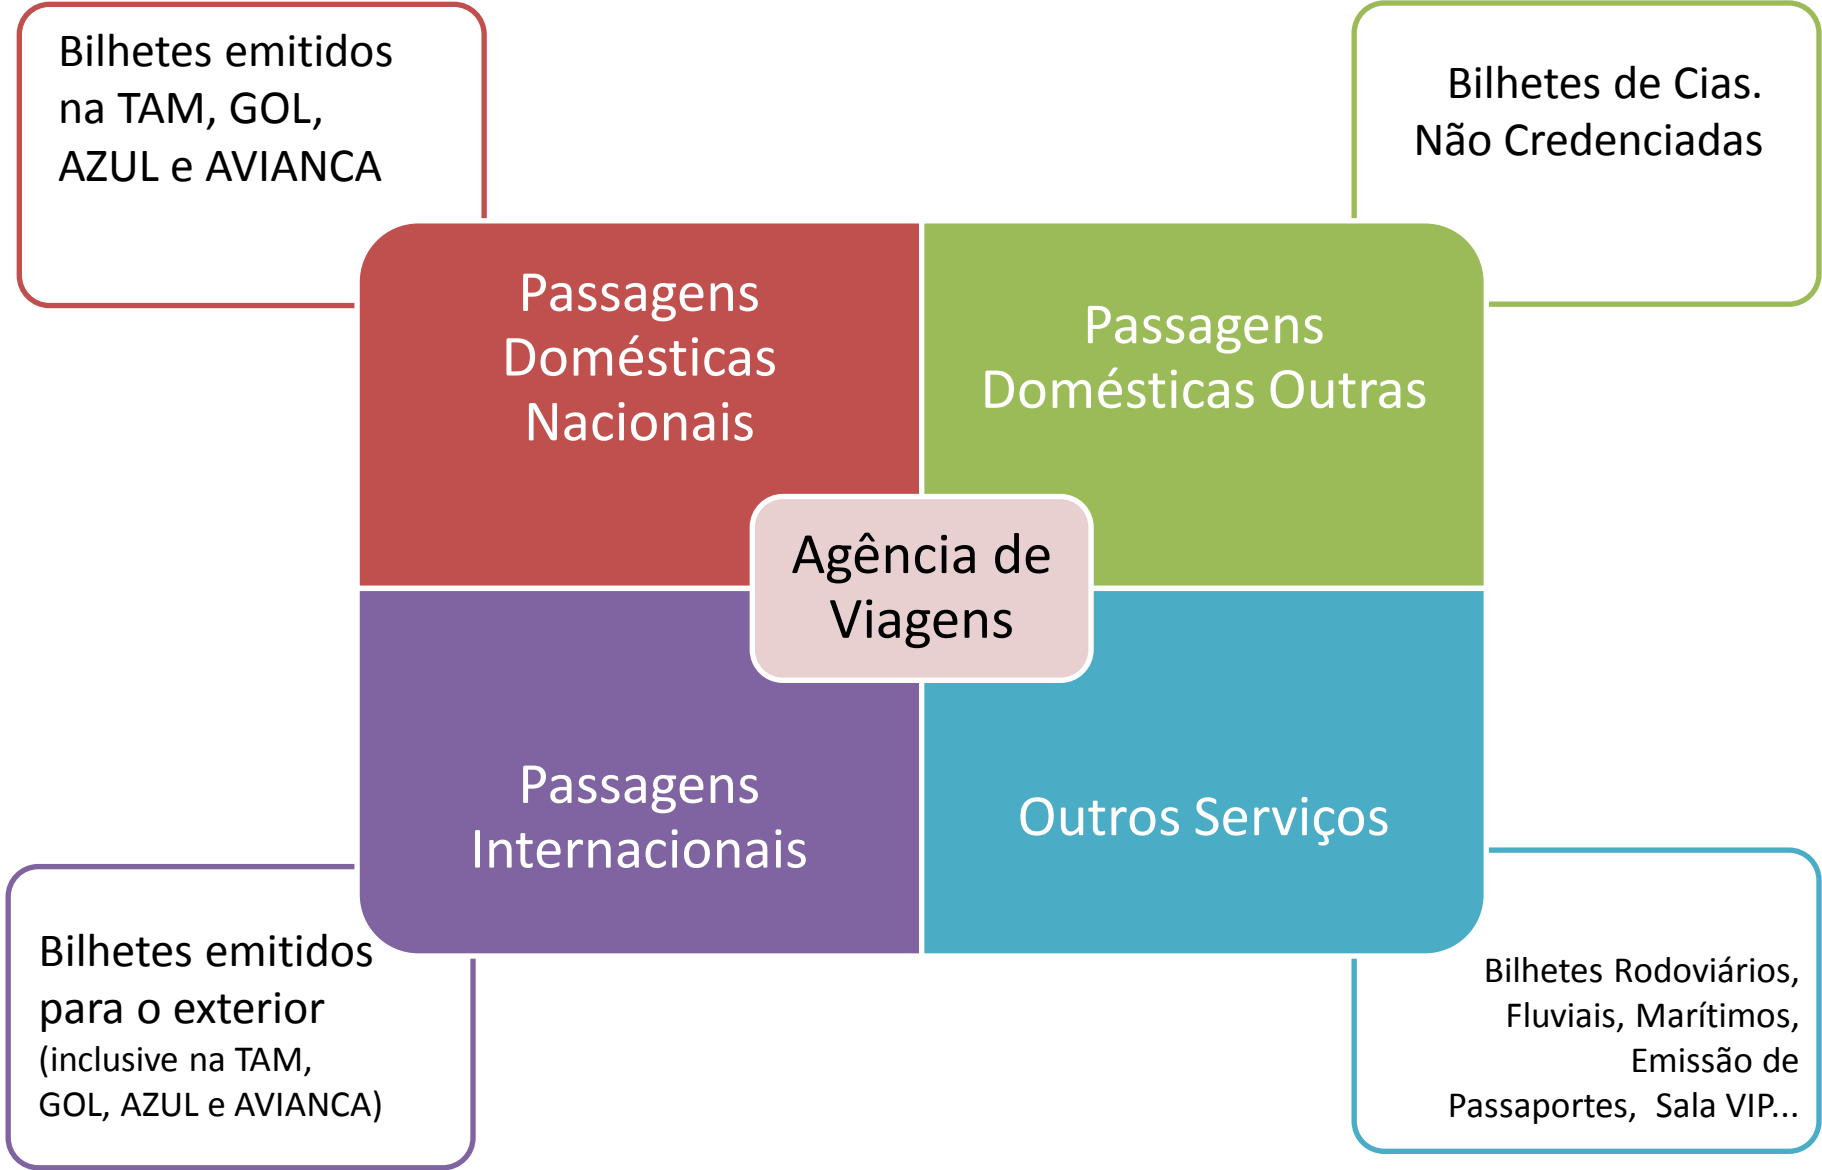 Bilhetes emitidos
na TAM, GOL,
AZUL e AVIANCA
Bilhetes de Cias.
Não Credenciadas
Passagens
Domésticas
Nacionais
Passagens
Domésticas Outras
Agência de
Viagens
Passagens
Internacionais
Outros Serviços
Bilhetes emitidos
para o exterior
(inclusive na TAM,
GOL, AZUL e AVIANCA)
Bilhetes Rodoviários,
Fluviais, Marítimos,
Emissão de
Passaportes,  Sala VIP...